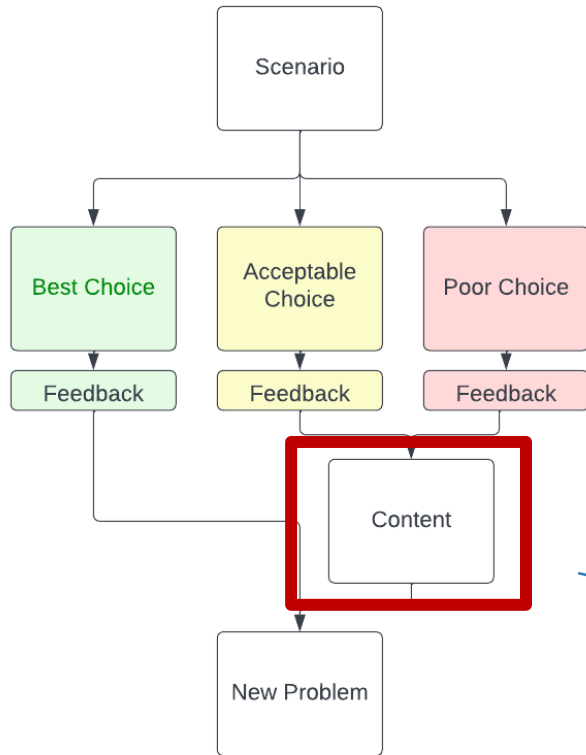 Scenario
Best Choice
Acceptable
Choice
Poor Choice
Feedback
Feedback
Feedback
Content
New Problem